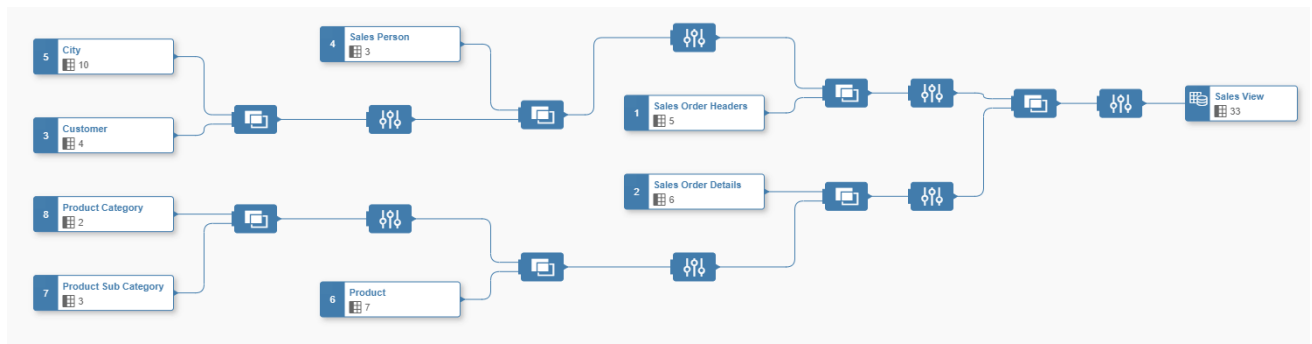 5
City
10
4
Sales Person
3
3
Customer
4
1
Sales Order Headers
5
Sales View
33
8
Product Category
2
2
Sales Order Details
6
7
Product Sub Category
3
6
Product
7